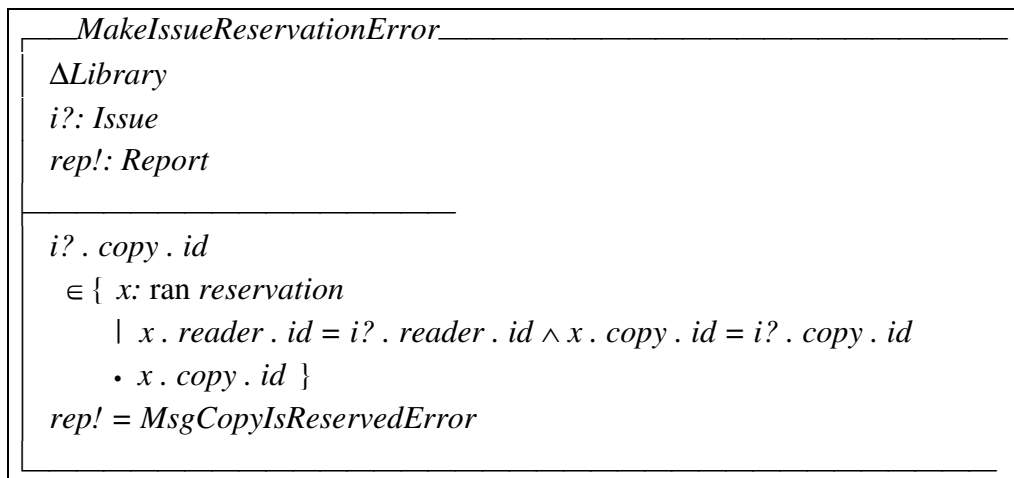 MakeIssueReservationError
ΔLibrary
i?: Issue
rep!: Report
i? . copy . id
∈ { x: ran reservation
| x . reader . id = i? . reader . id ∧ x . copy . id = i? . copy . id
• x . copy . id }
rep! = MsgCopyIsReservedError